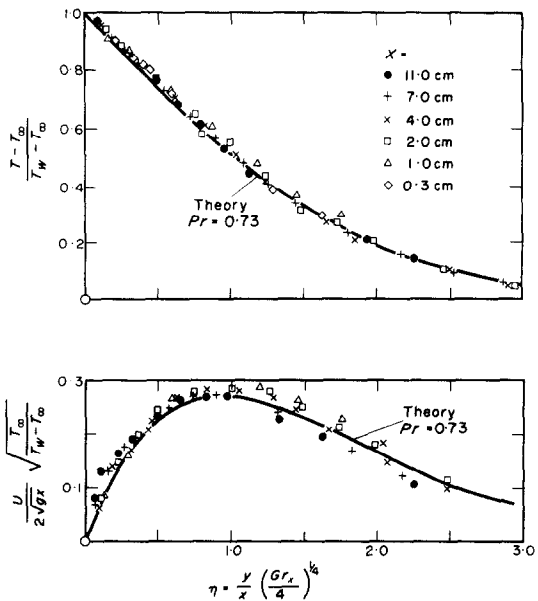 1·0
0·8
0·6
0·4
0·2
0
T − T∞
T_W − T∞
x =
● 11·0 cm
+ 7·0 cm
× 4·0 cm
□ 2·0 cm
△ 1·0 cm
◇ 0·3 cm
Theory
Pr = 0·73
0·3
0·1
0
U
2√gx
√ T∞
T_W − T∞
Theory
Pr = 0·73
1·0
2·0
3·0
η = y/x (Gr_x/4)^¼